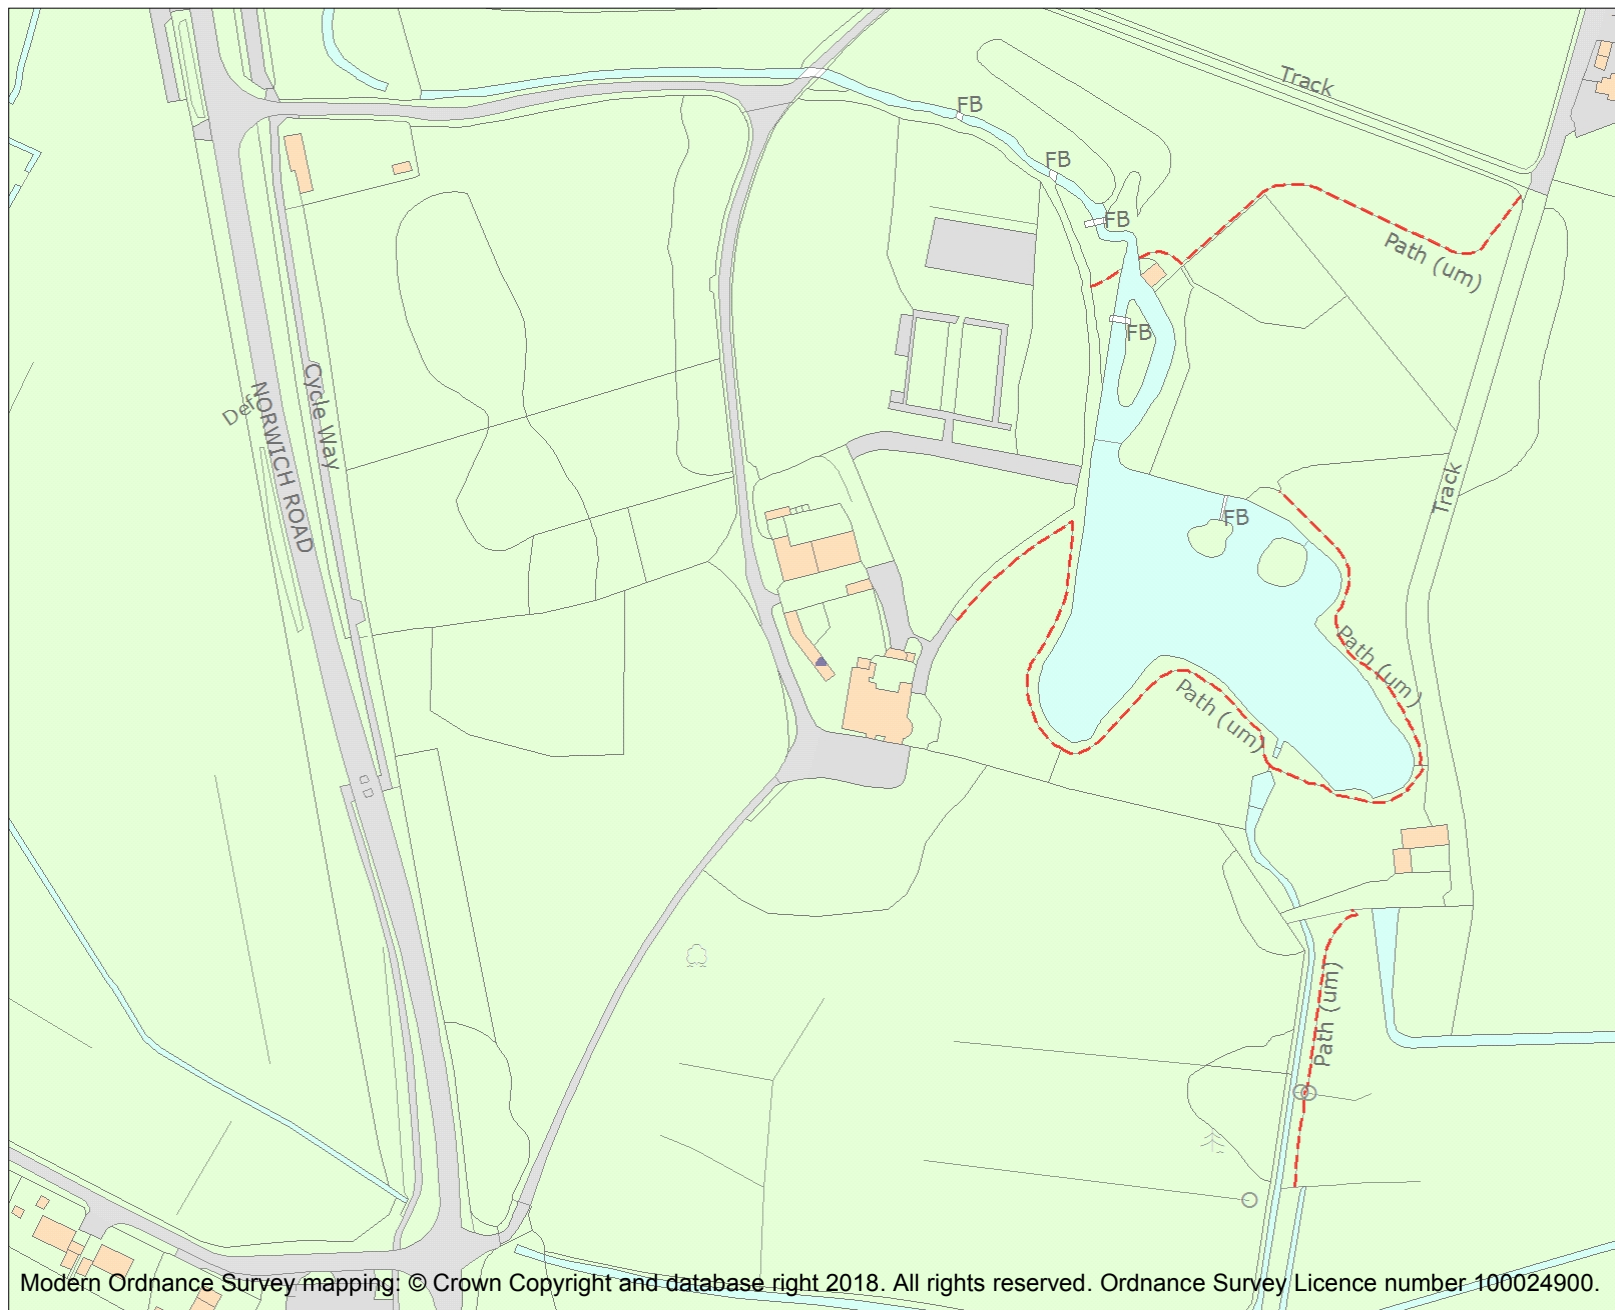 Track
FB
FB
FB
Path (um)
FB
Def
NORWICH ROAD
Cycle Way
Track
FB
Path (um)
Path (um)
Path (um)
Modern Ordnance Survey mapping: © Crown Copyright and database right 2018. All rights reserved. Ordnance Survey Licence number 100024900.